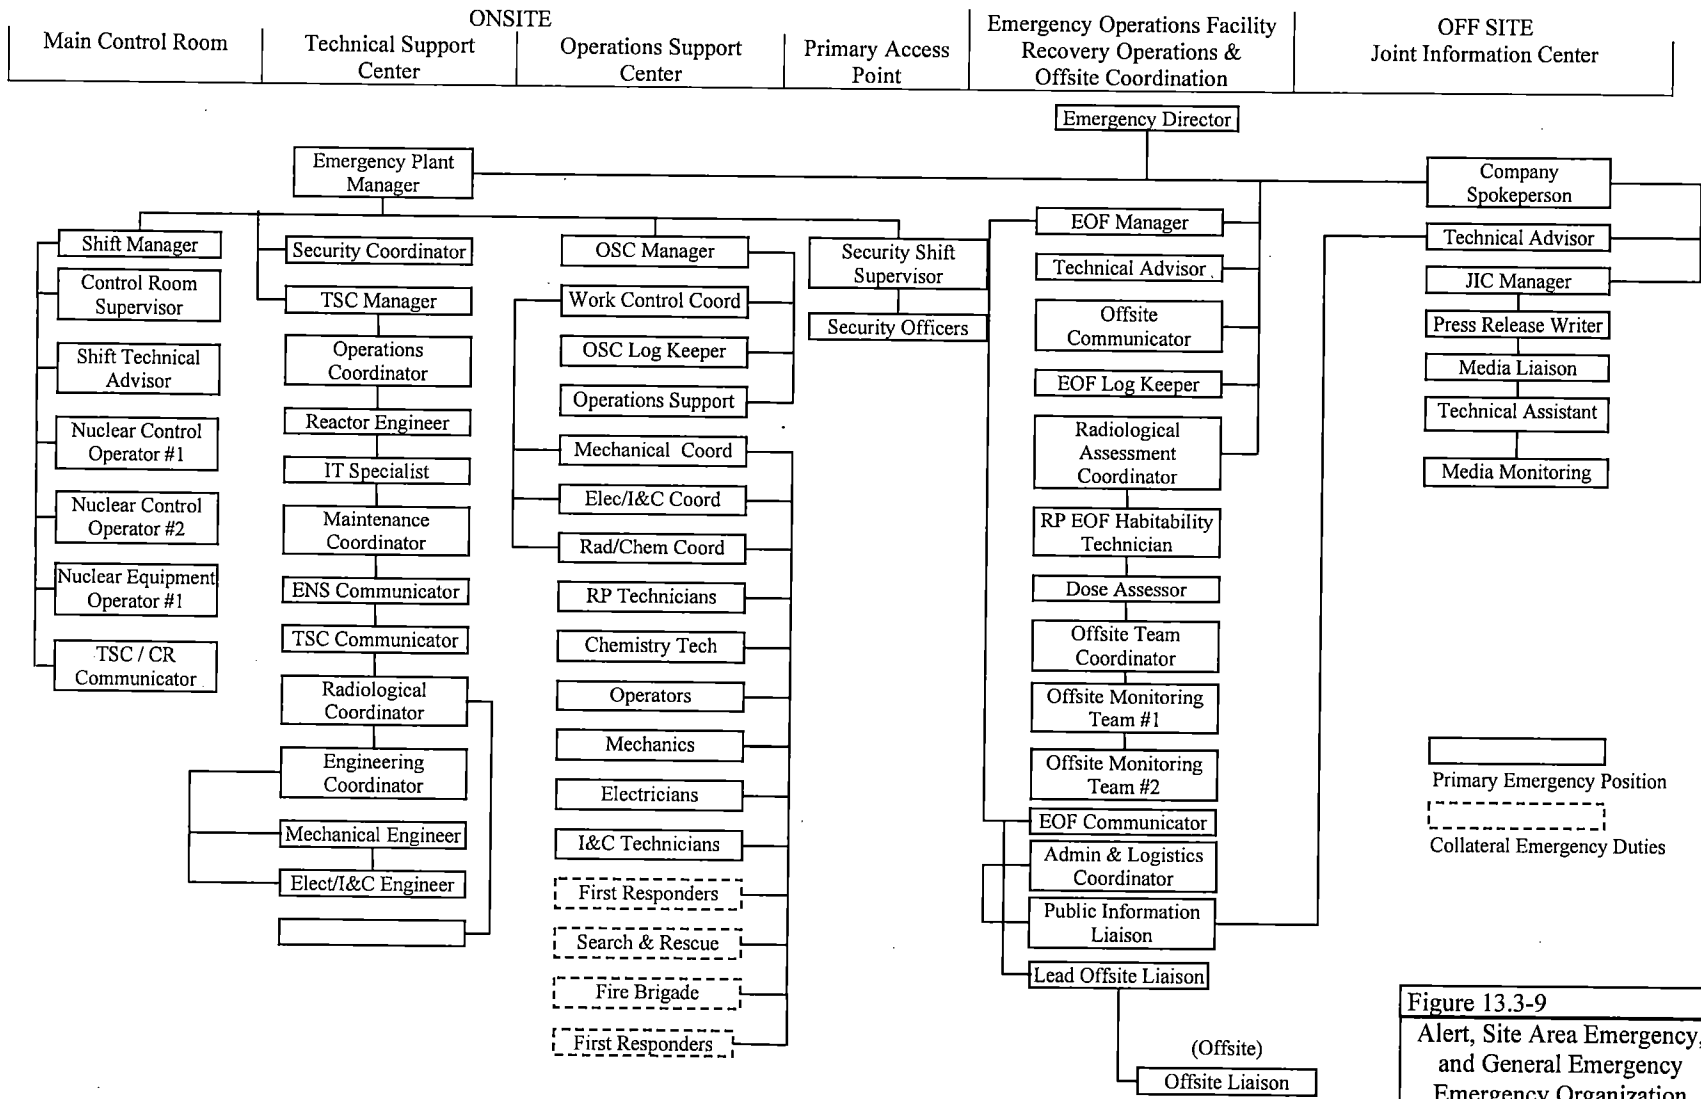 ONSITE
Main Control Room
Technical Support
Center
Operations Support
Center
Primary Access
Point
Emergency Operations Facility
Recovery Operations &
Offsite Coordination
OFF SITE
Joint Information Center
Emergency Director
Emergency Plant
Manager
Company
Spokeperson
Shift Manager
Control Room
Supervisor
Shift Technical
Advisor
Nuclear Control
Operator #1
Nuclear Control
Operator #2
Nuclear Equipment
Operator #1
TSC / CR
Communicator
Security Coordinator
TSC Manager
Operations
Coordinator
Reactor Engineer
IT Specialist
Maintenance
Coordinator
ENS Communicator
TSC Communicator
Radiological
Coordinator
Engineering
Coordinator
Mechanical Engineer
Elect/I&C Engineer
OSC Manager
Work Control Coord
OSC Log Keeper
Operations Support
Mechanical Coord
Elec/I&C Coord
Rad/Chem Coord
RP Technicians
Chemistry Tech
Operators
Mechanics
Electricians
I&C Technicians
First Responders
Search & Rescue
Fire Brigade
First Responders
Security Shift
Supervisor
Security Officers
EOF Manager
Technical Advisor
Offsite
Communicator
EOF Log Keeper
Radiological
Assessment
Coordinator
RP EOF Habitability
Technician
Dose Assessor
Offsite Team
Coordinator
Offsite Monitoring
Team #1
Offsite Monitoring
Team #2
EOF Communicator
Admin & Logistics
Coordinator
Public Information
Liaison
Lead Offsite Liaison
(Offsite)
Offsite Liaison
Technical Advisor
JIC Manager
Press Release Writer
Media Liaison
Technical Assistant
Media Monitoring
Primary Emergency Position
Collateral Emergency Duties
Figure 13.3-9
Alert, Site Area Emergency,
and General Emergency
Emergency Organization